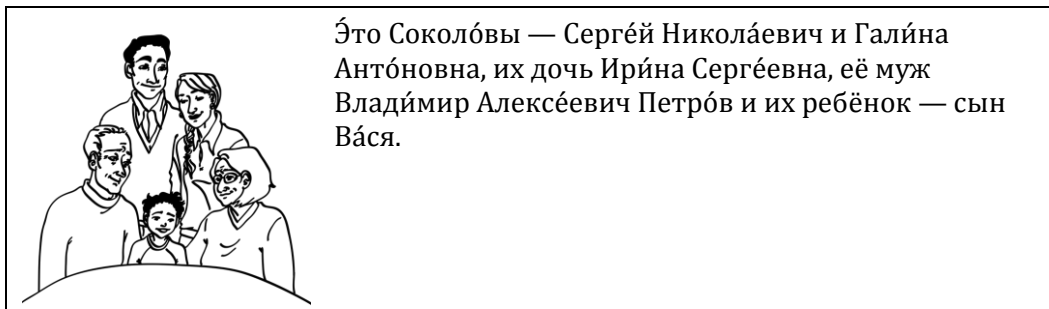 Э́то Соколо́вы — Серге́й Никола́евич и Гали́на
Анто́новна, их дочь Ири́на Серге́евна, её муж
Влади́мир Алексе́евич Петро́в и их ребёнок — сын
Ва́ся.